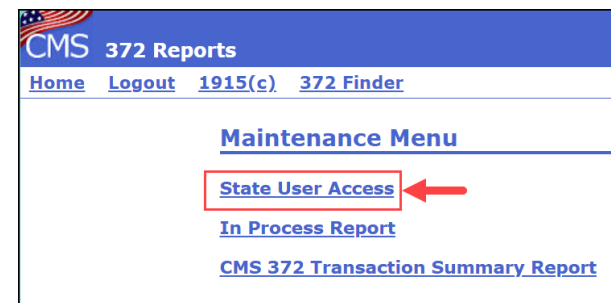 CMS 372 Reports
Home Logout 1915(c) 372 Finder
Maintenance Menu
State User Access
In Process Report
CMS 372 Transaction Summary Report